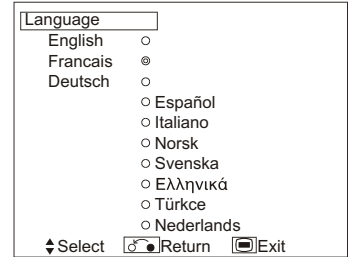 Language
English
Francais
Deutsch
Español
Italiano
Norsk
Svenska
Ελληνικά
Türkce
Nederlands
Select Return Exit